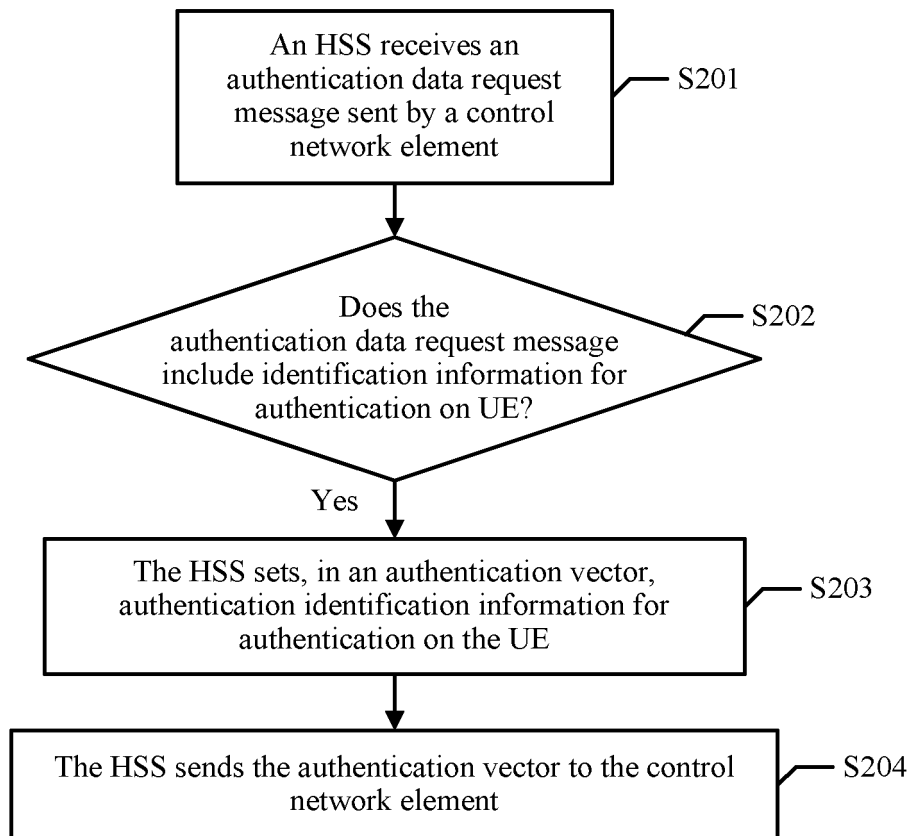 An HSS receives an
authentication data request
message sent by a control
network element
S201
Does the
authentication data request message
include identification information for
authentication on UE?
S202
Yes
The HSS sets, in an authentication vector,
authentication identification information for
authentication on the UE
S203
The HSS sends the authentication vector to the control
network element
S204